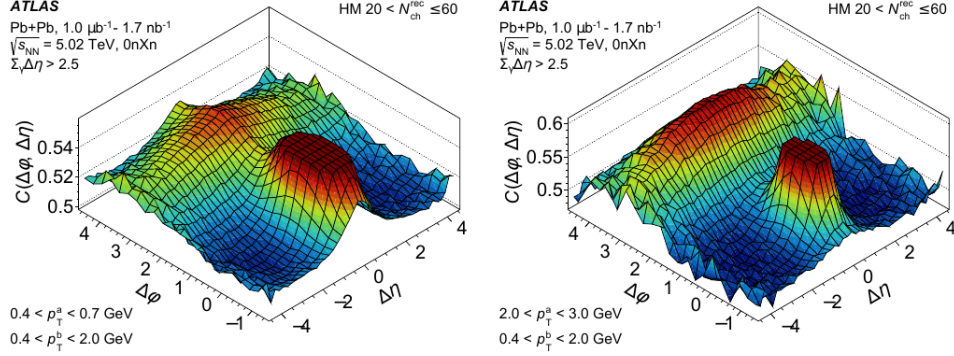 ATLAS
HM 20 < N_ch^rec ≤60
Pb+Pb, 1.0 μb⁻¹ - 1.7 nb⁻¹
√s_NN = 5.02 TeV, 0nXn
Σ_γΔη > 2.5
C(Δφ, Δη)
0.54
0.52
0.5
4
3
2
1
0
−1
Δφ
−4
−2
0
2
4
Δη
0.4 < p_T^a < 0.7 GeV
0.4 < p_T^b < 2.0 GeV
ATLAS
HM 20 < N_ch^rec ≤60
Pb+Pb, 1.0 μb⁻¹ - 1.7 nb⁻¹
√s_NN = 5.02 TeV, 0nXn
Σ_γΔη > 2.5
C(Δφ, Δη)
0.6
0.55
0.5
4
3
2
1
0
−1
Δφ
−4
−2
0
2
4
Δη
2.0 < p_T^a < 3.0 GeV
0.4 < p_T^b < 2.0 GeV